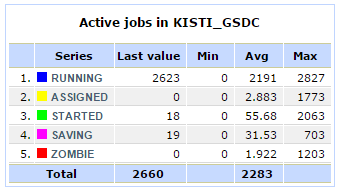 Active jobs in KISTI_GSDC
Series Last value Min Avg Max
1. RUNNING 2623 0 2191 2827
2. ASSIGNED 0 0 2.883 1773
3. STARTED 18 0 55.68 2063
4. SAVING 19 0 31.53 703
5. ZOMBIE 0 0 1.922 1203
Total 2660 2283